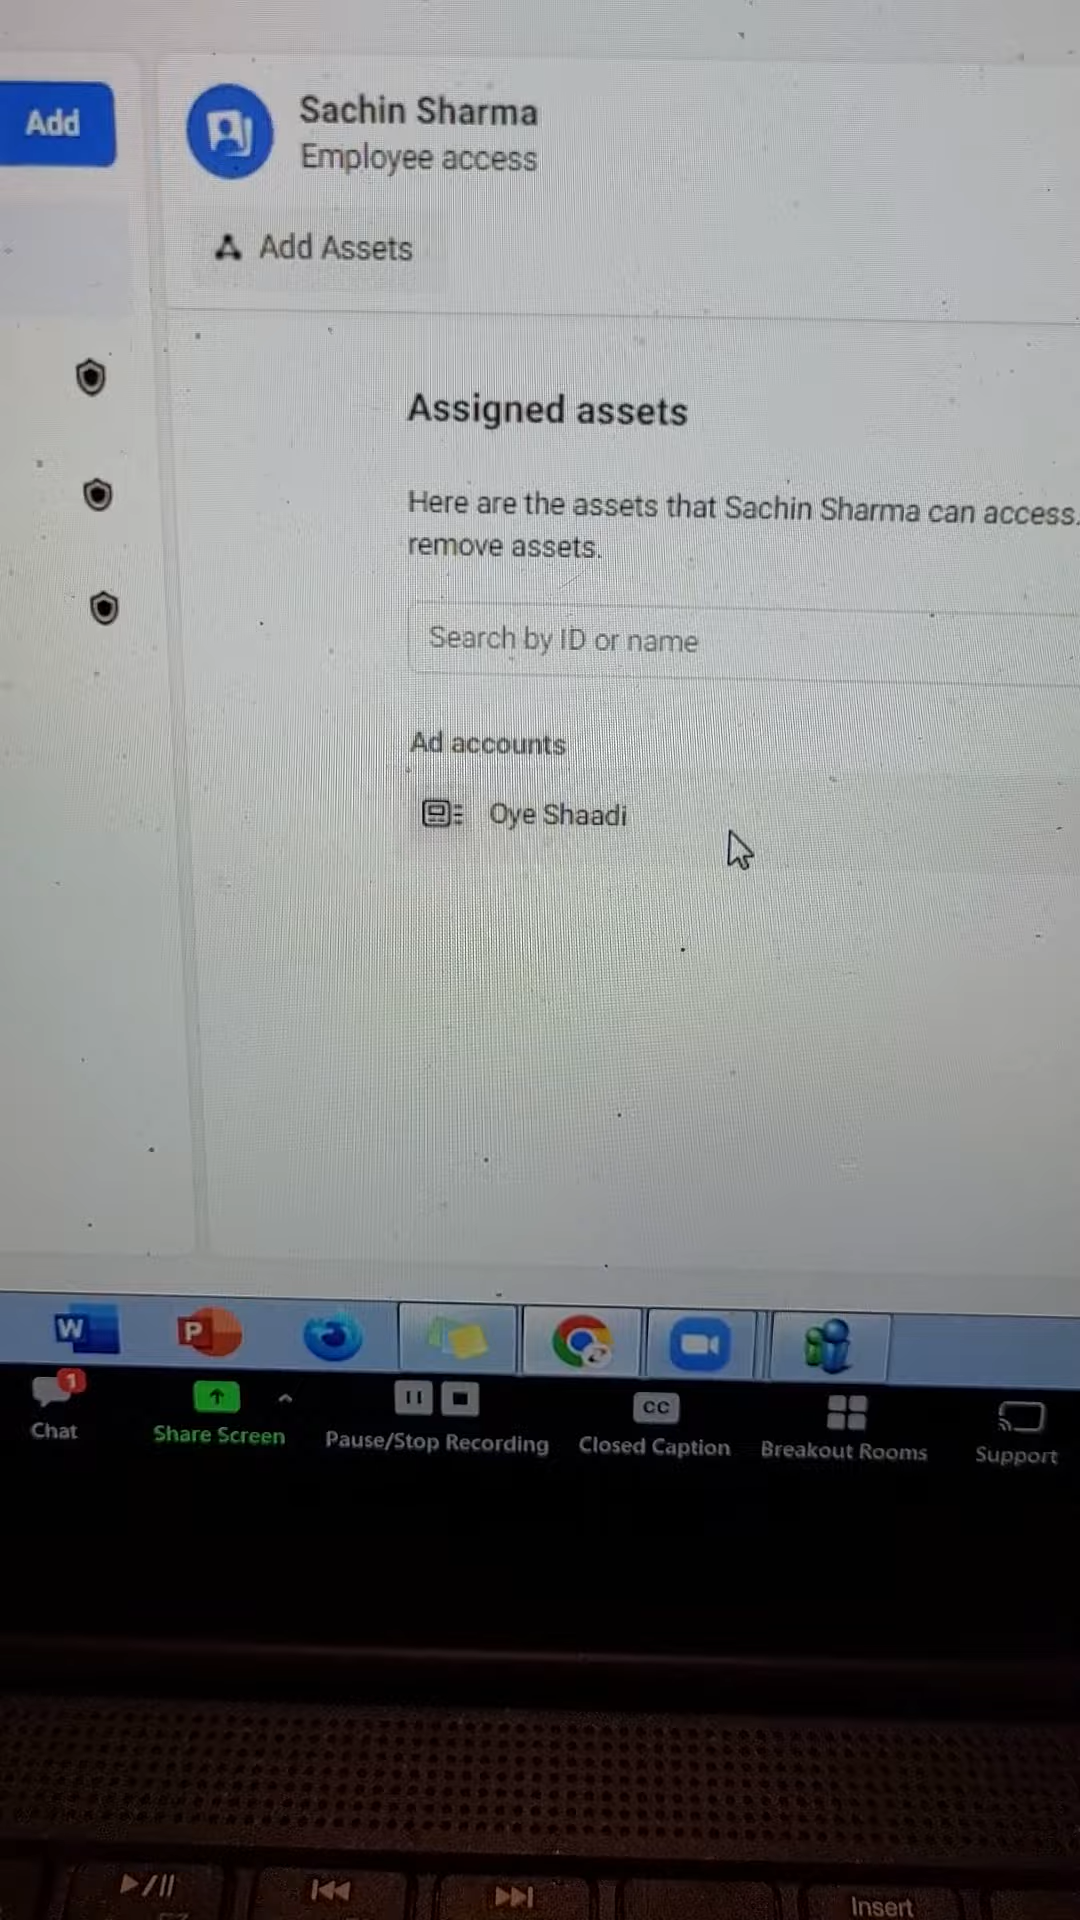 Add
Sachin Sharma
Employee access
Add Assets
Assigned assets
Here are the assets that Sachin Sharma can access.
remove assets.
Search by ID or name
Ad accounts
Oye Shaadi
W
P
1
Chat
Share Screen
Pause/Stop Recording
CC
Closed Caption
Breakout Rooms
Support
Insert